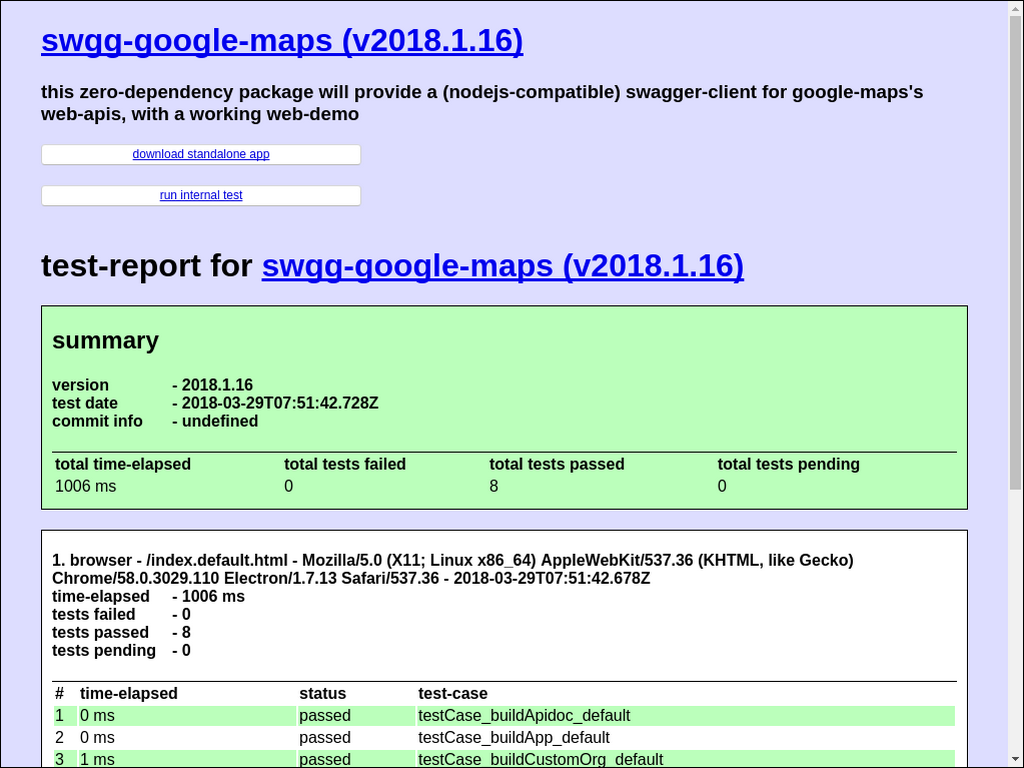 swgg-google-maps (v2018.1.16)
this zero-dependency package will provide a (nodejs-compatible) swagger-client for google-maps's
web-apis, with a working web-demo
download standalone app
run internal test
test-report for swgg-google-maps (v2018.1.16)
summary
version - 2018.1.16
test date - 2018-03-29T07:51:42.728Z
commit info - undefined
total time-elapsed total tests failed total tests passed total tests pending
1006 ms 0 8 0
1. browser - /index.default.html - Mozilla/5.0 (X11; Linux x86_64) AppleWebKit/537.36 (KHTML, like Gecko)
Chrome/58.0.3029.110 Electron/1.7.13 Safari/537.36 - 2018-03-29T07:51:42.678Z
time-elapsed - 1006 ms
tests failed - 0
tests passed - 8
tests pending - 0
# time-elapsed status test-case
1 0 ms passed testCase_buildApidoc_default
2 0 ms passed testCase_buildApp_default
3 1 ms passed testCase_buildCustomOrg_default